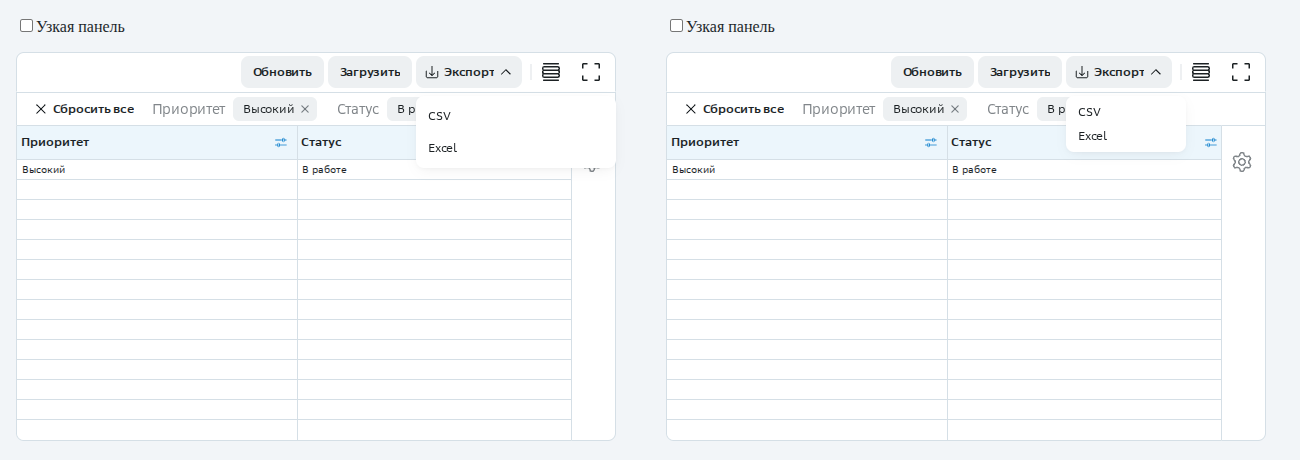 Узкая панель
Обновить Загрузить Экспорт
Сбросить все Приоритет Высокий Статус
CSV
Excel
Приоритет Статус
Высокий В работе
Узкая панель
Обновить Загрузить Экспорт
Сбросить все Приоритет Высокий Статус
CSV
Excel
Приоритет Статус
Высокий В работе